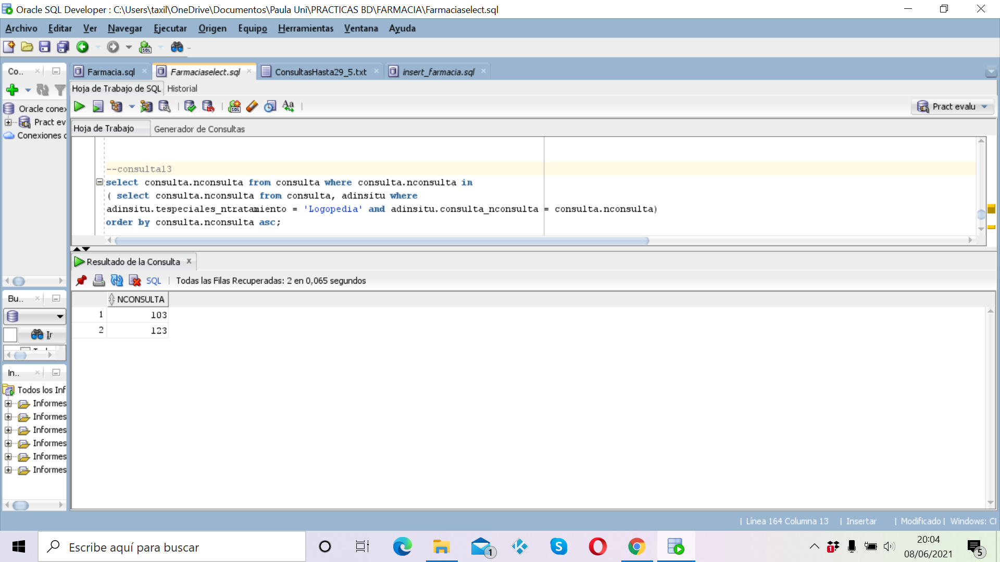 Oracle SQL Developer : C:\Users\taxil\OneDrive\Documentos\Paula Uni\PRACTICAS BD\FARMACIA\Farmaciaselect.sql
Archivo Editar Ver Navegar Ejecutar Origen Equipo Herramientas Ventana Ayuda
Co..
Farmacia.sql Farmaciaselect.sql ConsultasHasta29_5.txt insert_farmacia.sql
Hoja de Trabajo de SQL Historial
Oracle conex
Pract ev
Conexiones c
Pract evalu
Hoja de Trabajo Generador de Consultas
--consulta13
select consulta.nconsulta from consulta where consulta.nconsulta in
( select consulta.nconsulta from consulta, adinsitu where
adinsitu.tespeciales_ntratamiento = 'Logopedia' and adinsitu.consulta_nconsulta = consulta.nconsulta)
order by consulta.nconsulta asc;
Resultado de la Consulta
SQL | Todas las Filas Recuperadas: 2 en 0,065 segundos
NCONSULTA
1 103
2 123
Bu..
Ir
In..
Todos los Inf
Informes
Informes
Informes
Informes
Informes
Informes
| Línea 164 Columna 13 | Insertar | Modificado | Windows: Cl
Escribe aquí para buscar
1
1
20:04
08/06/2021
5